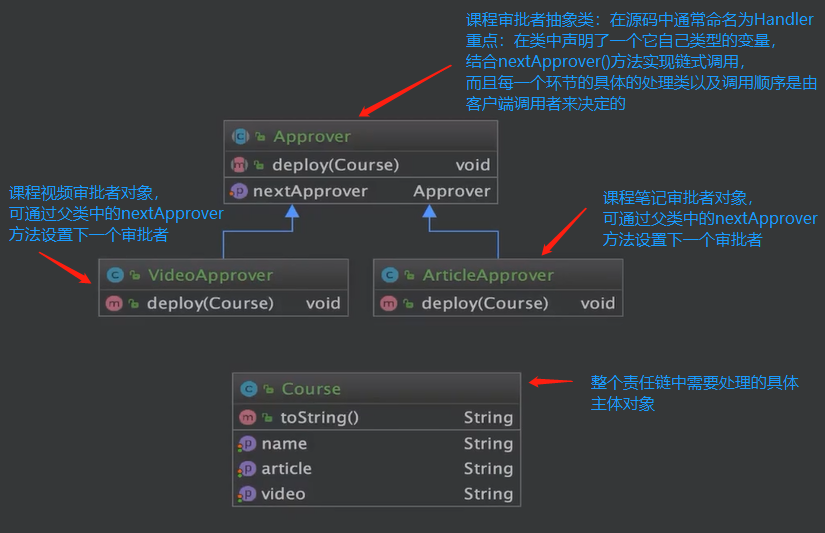 课程审批者抽象类：在源码中通常命名为Handler
重点：在类中声明了一个它自己类型的变量，
结合nextApprover()方法实现链式调用，
而且每一个环节的具体的处理类以及调用顺序是由
客户端调用者来决定的
Approver
deploy(Course) void
nextApprover Approver
课程视频审批者对象，
可通过父类中的nextApprover
方法设置下一个审批者
课程笔记审批者对象，
可通过父类中的nextApprover
方法设置下一个审批者
VideoApprover
deploy(Course) void
ArticleApprover
deploy(Course) void
Course
toString() String
name String
article String
video String
整个责任链中需要处理的具体
主体对象